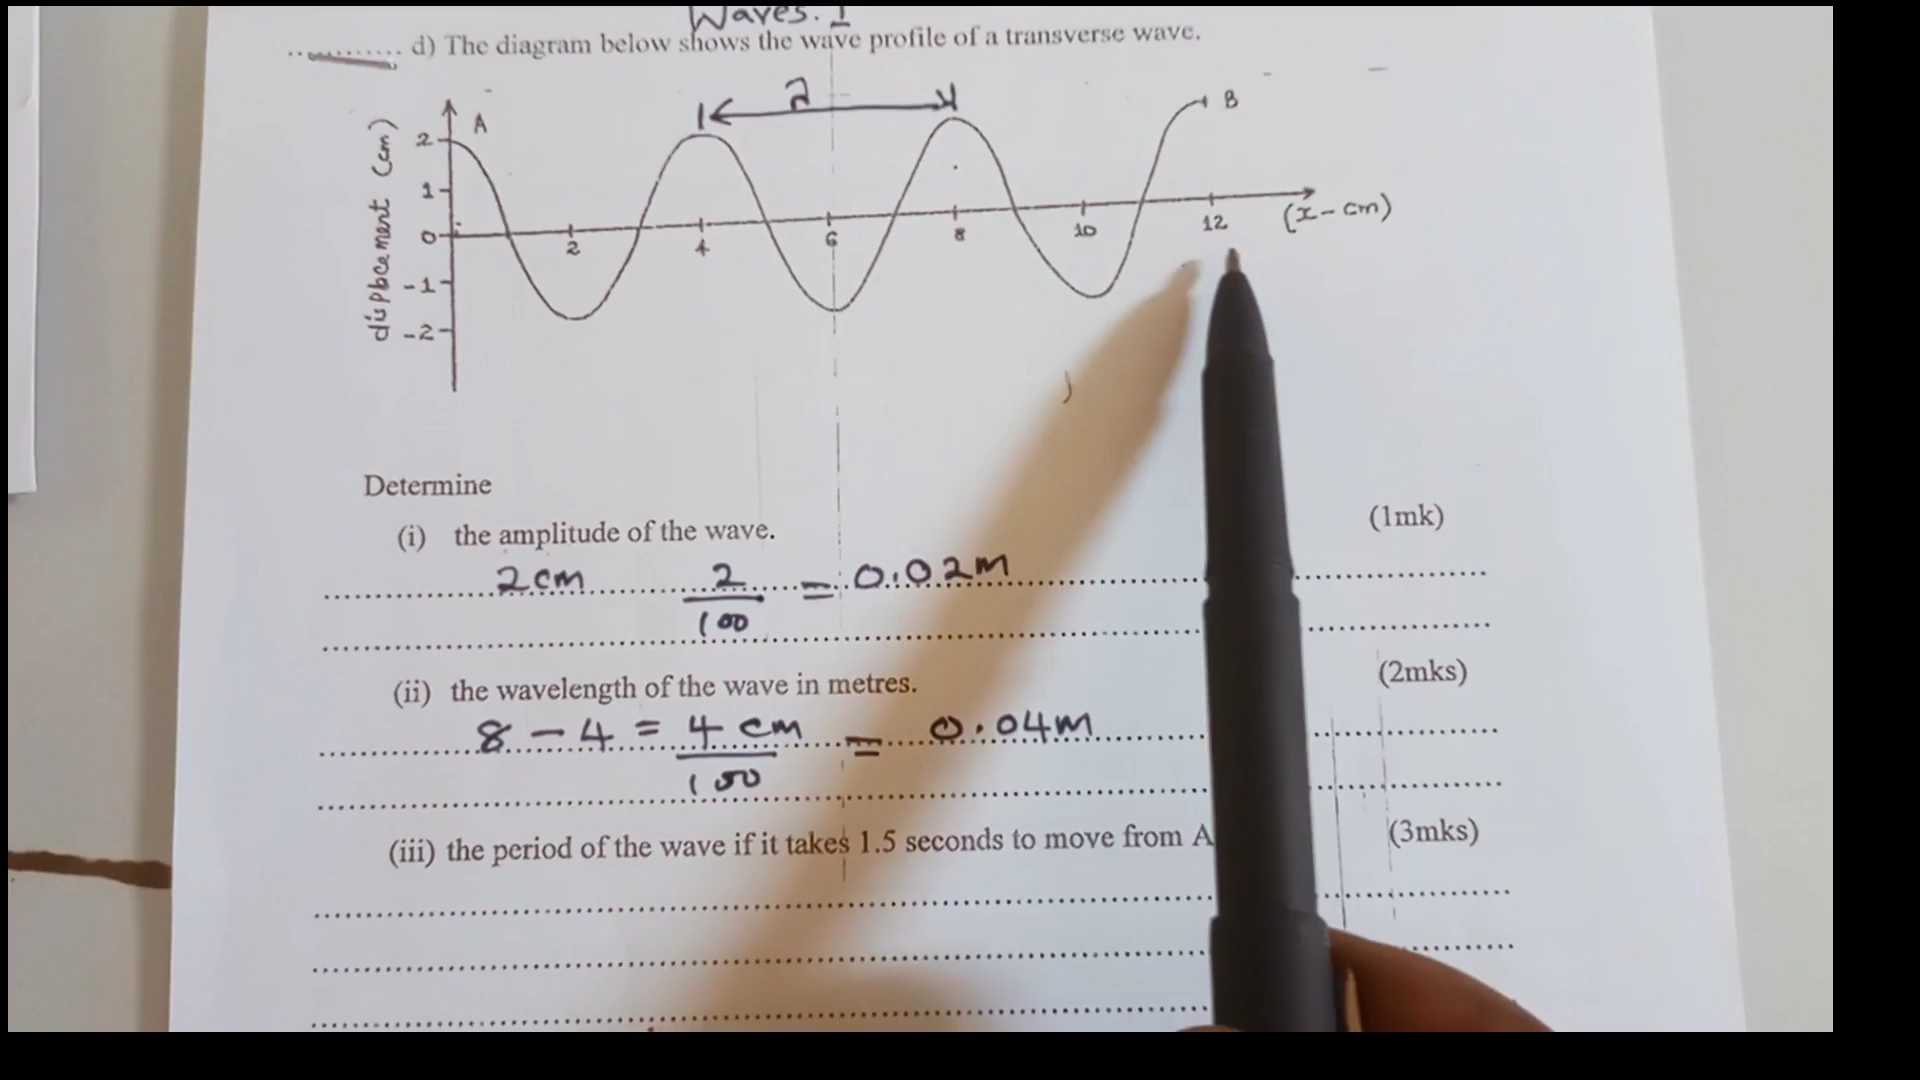 Waves. I
d) The diagram below shows the wave profile of a transverse wave.
λ
A
B
displacement (cm)
2
1
0
-1
-2
2
4
6
8
10
12
(x-cm)
Determine
(i) the amplitude of the wave.
(1mk)
2cm 2/100 = 0.02m
(ii) the wavelength of the wave in metres.
(2mks)
8 - 4 = 4 cm/100 = 0.04m
(iii) the period of the wave if it takes 1.5 seconds to move from A
(3mks)